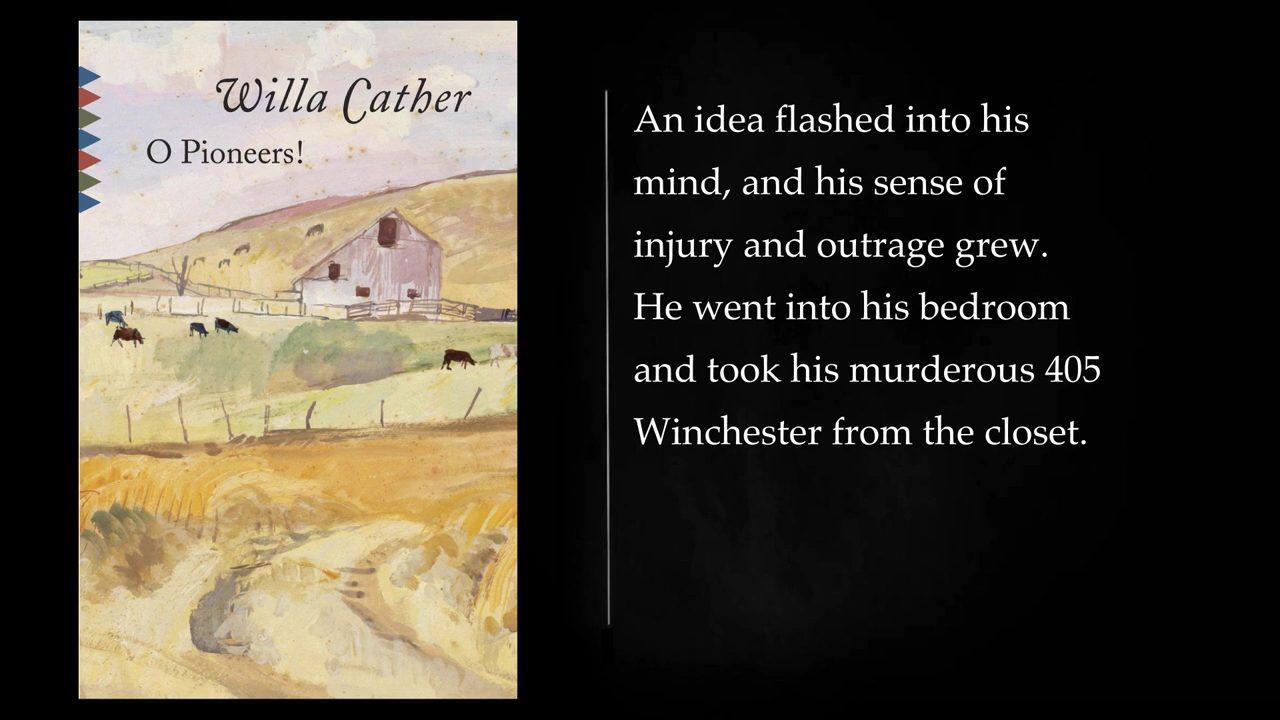 Willa Cather
O Pioneers!
An idea flashed into his
mind, and his sense of
injury and outrage grew.
He went into his bedroom
and took his murderous 405
Winchester from the closet.